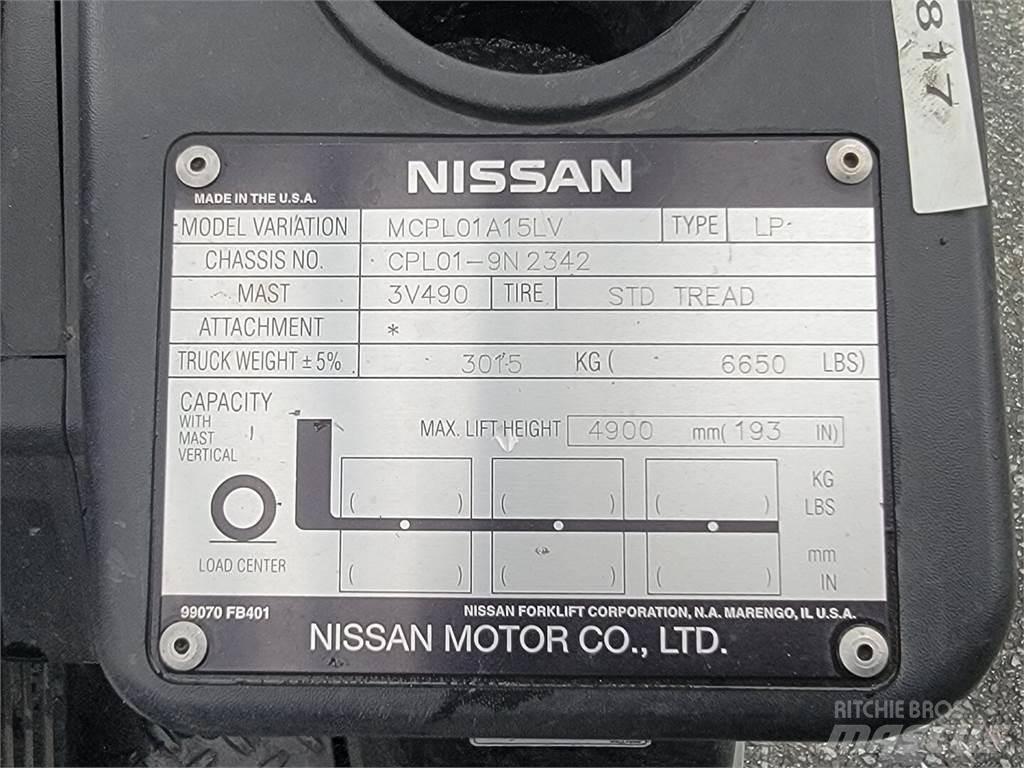 817
NISSAN
MADE IN THE U.S.A.
MODEL VARIATION MCPL01A15LV TYPE LP
CHASSIS NO. CPL01-9N2342
MAST 3V490 TIRE STD TREAD
ATTACHMENT *
TRUCK WEIGHT ± 5% 3015 KG ( 6650 LBS)
CAPACITY
WITH
MAST
VERTICAL
MAX. LIFT HEIGHT 4900 mm( 193 IN)
KG
( ) ( ) ( ) LBS
mm
( ) ( ) ( ) IN
LOAD CENTER
99070 FB401 NISSAN FORKLIFT CORPORATION, N.A. MARENGO, IL U.S.A.
NISSAN MOTOR CO., LTD.
RITCHIE BROS